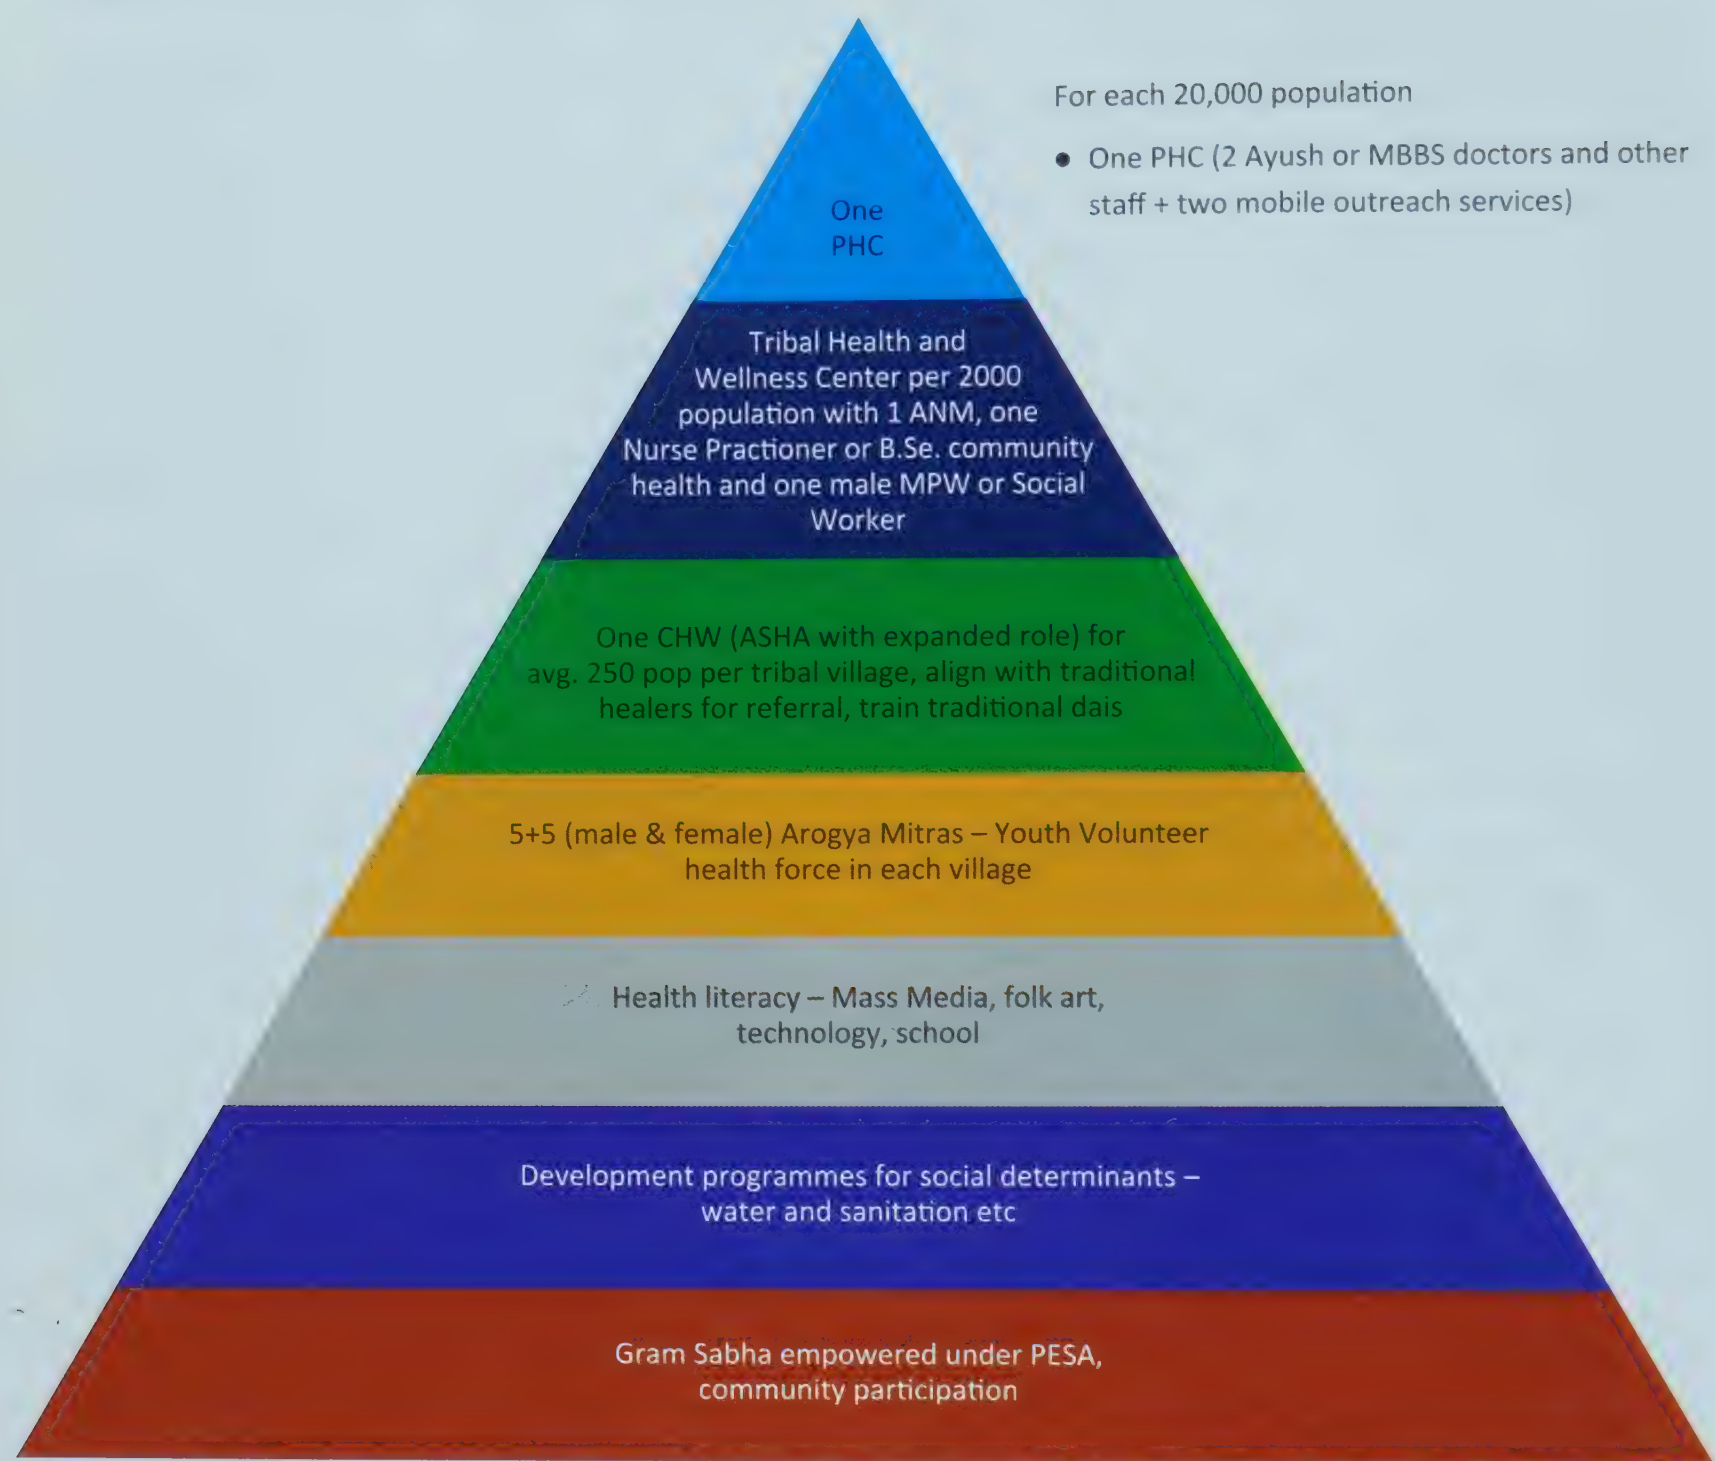 For each 20,000 population
• One PHC (2 Ayush or MBBS doctors and other
staff + two mobile outreach services)
One
PHC
Tribal Health and
Wellness Center per 2000
population with 1 ANM, one
Nurse Practioner or B.Se. community
health and one male MPW or Social
Worker
One CHW (ASHA with expanded role) for
avg. 250 pop per tribal village, align with traditional
healers for referral, train traditional dais
5+5 (male & female) Arogya Mitras – Youth Volunteer
health force in each village
Health literacy – Mass Media, folk art,
technology, school
Development programmes for social determinants –
water and sanitation etc
Gram Sabha empowered under PESA,
community participation